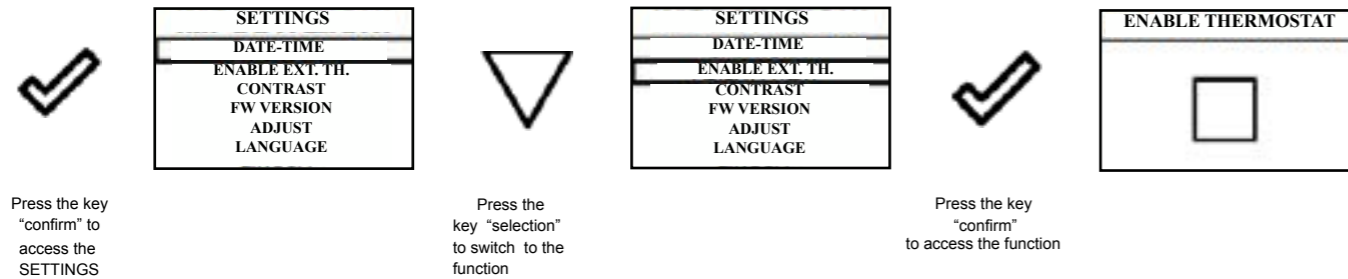 SETTINGS
DATE-TIME
ENABLE EXT. TH.
CONTRAST
FW VERSION
ADJUST
LANGUAGE
SETTINGS
DATE-TIME
ENABLE EXT. TH.
CONTRAST
FW VERSION
ADJUST
LANGUAGE
ENABLE THERMOSTAT
Press the key
“confirm” to
access the
SETTINGS
Press the
key “selection”
to switch to the
function
Press the key
“confirm”
to access the function